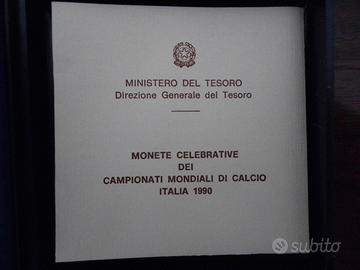 MINISTERO DEL TESORO
Direzione Generale del Tesoro
MONETE CELEBRATIVE
DEI
CAMPIONATI MONDIALI DI CALCIO
ITALIA 1990
subito